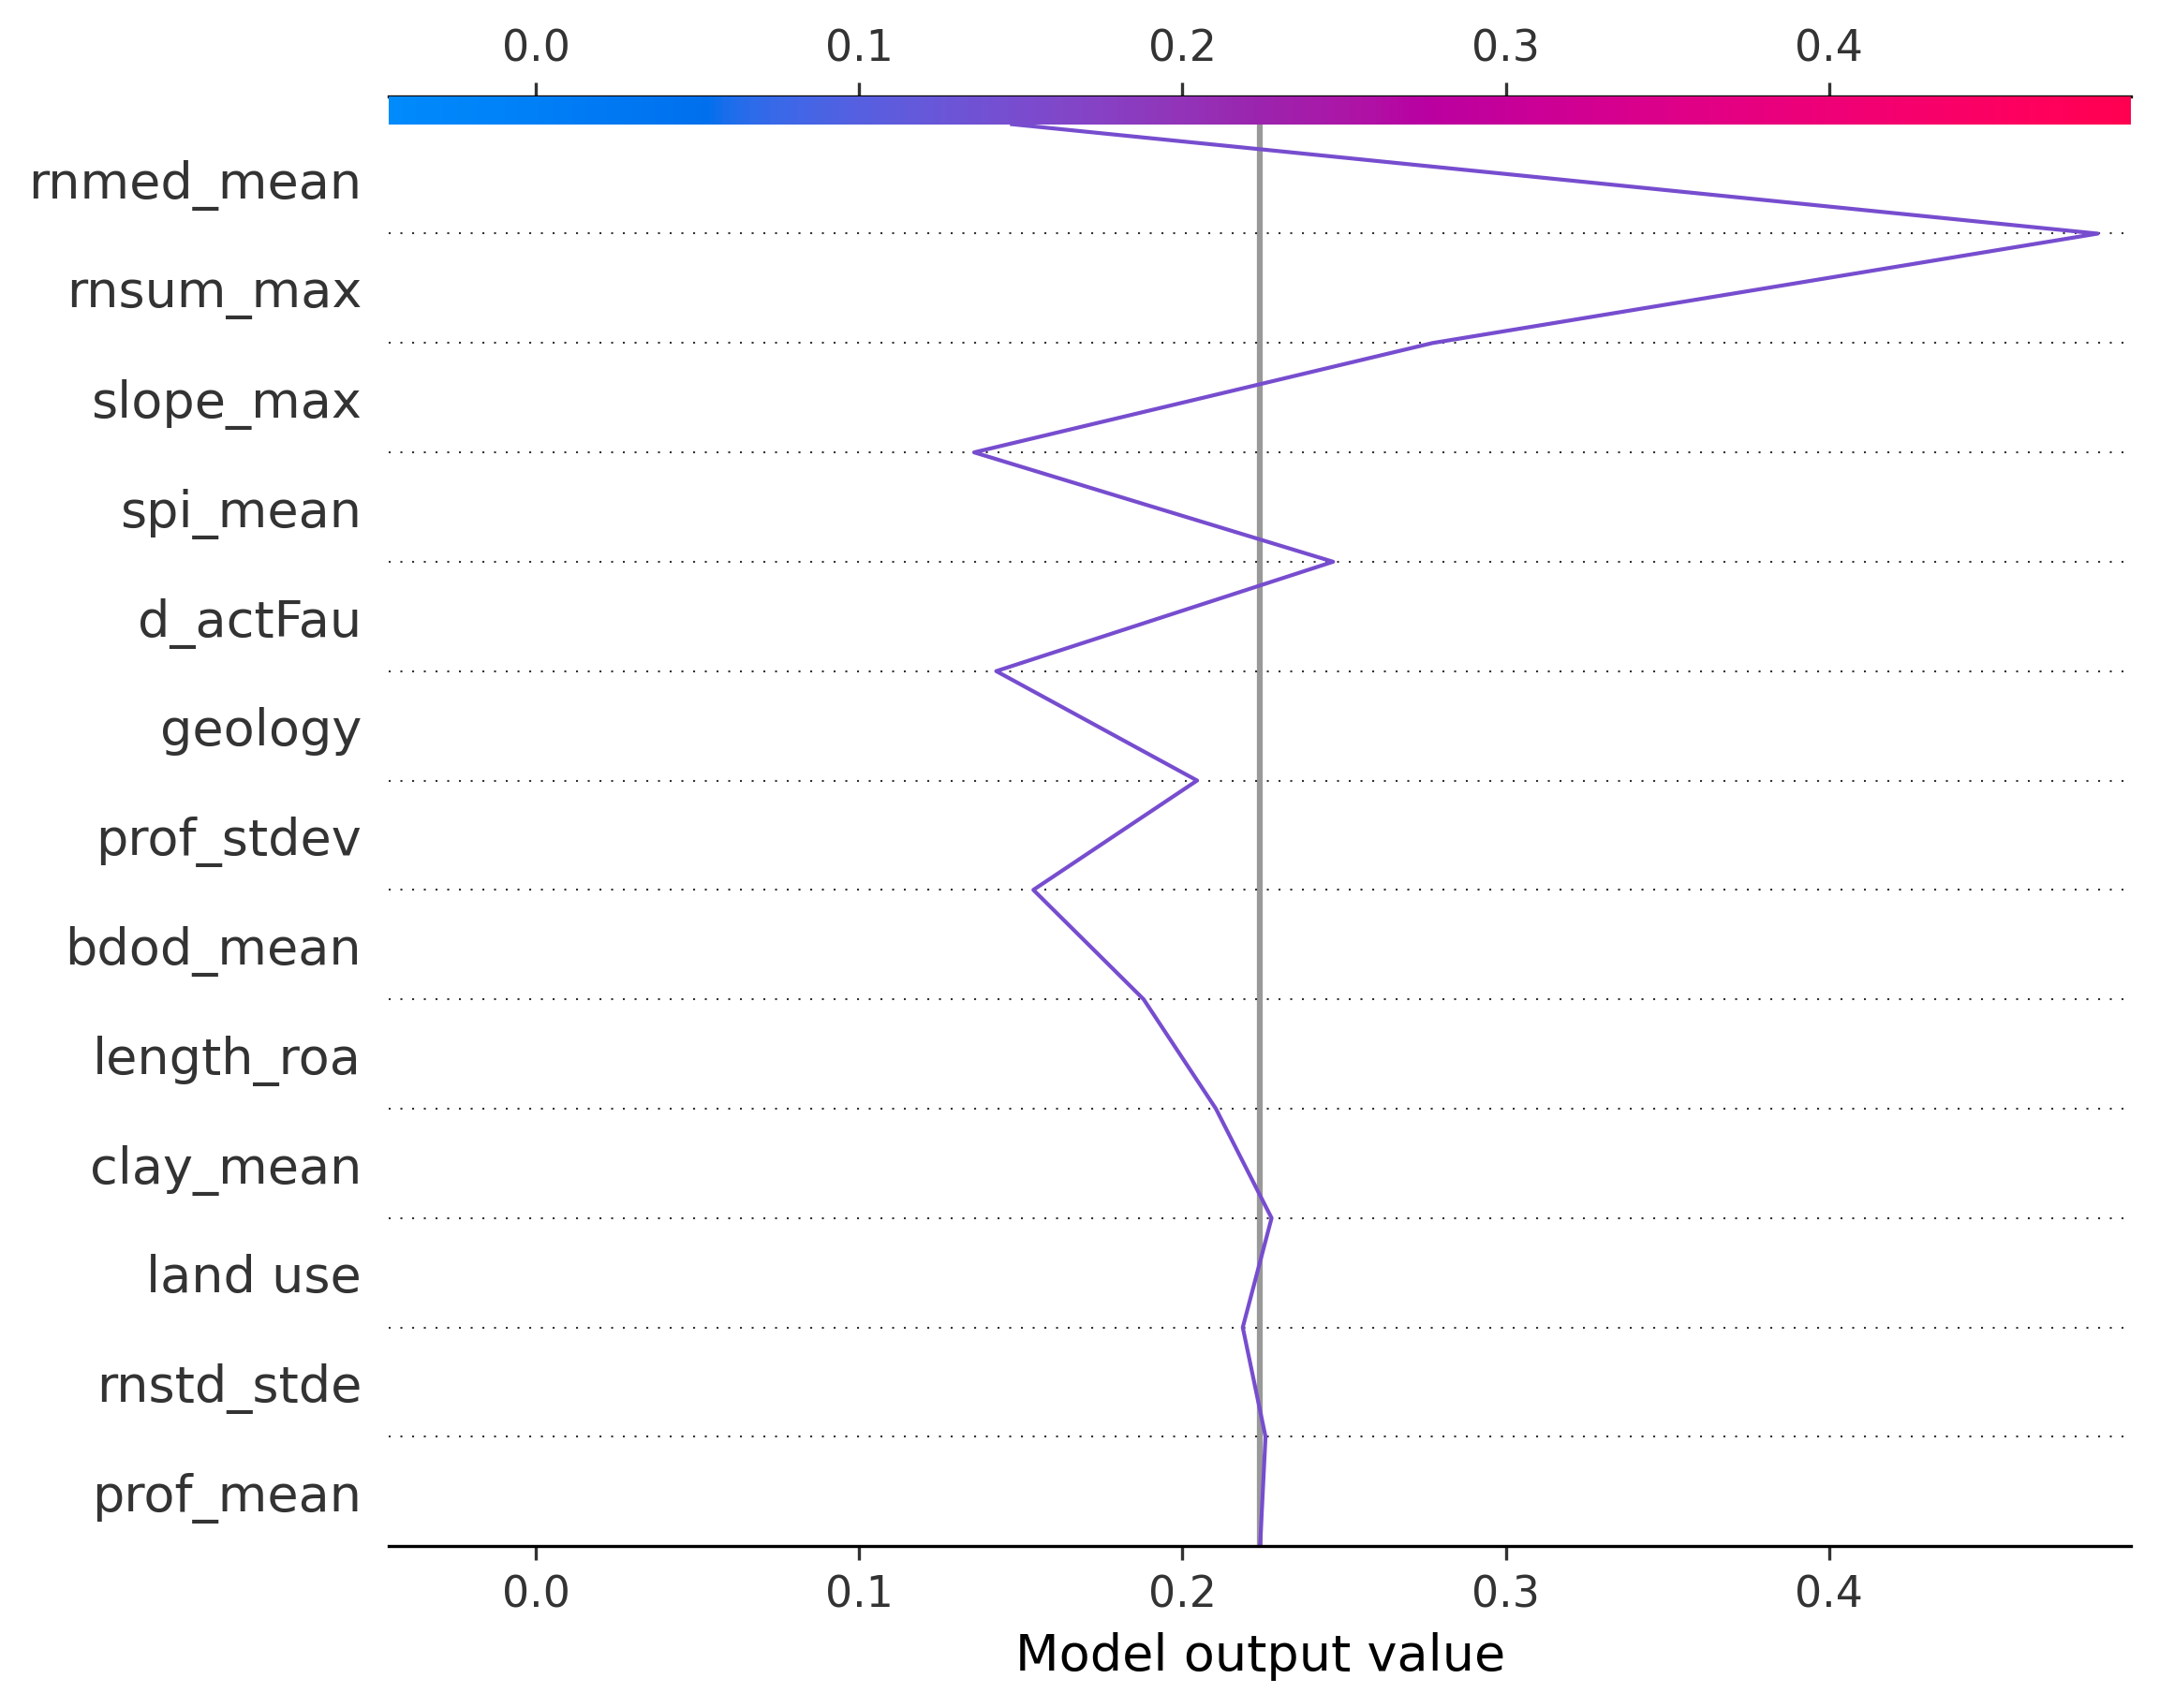 0.0 0.1 0.2 0.3 0.4
rnmed_mean
rnsum_max
slope_max
spi_mean
d_actFau
geology
prof_stdev
bdod_mean
length_roa
clay_mean
land use
rnstd_stde
prof_mean
0.0 0.1 0.2 0.3 0.4
Model output value